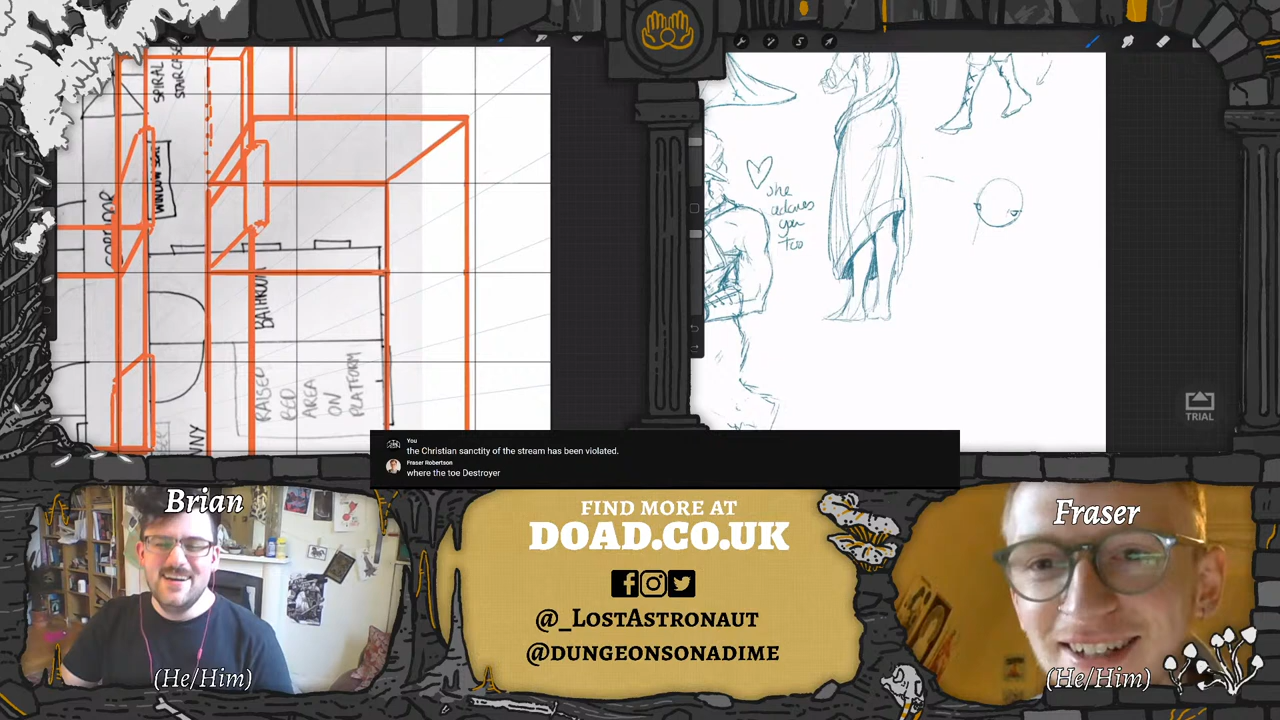 SPIRAL
STAIRCASE
WINDOW SEAT
CORRIDOR
BATHROOM
RAISED
BED
AREA
ON
PLATFORM
NNY
she
adores
you
too
TRIAL
You
the Christian sanctity of the stream has been violated.
Fraser Robertson
where the toe Destroyer
Brian
(He/Him)
FIND MORE AT
DOAD.CO.UK
@_LostAstronaut
@dungeonsonadime
Fraser
(He/Him)